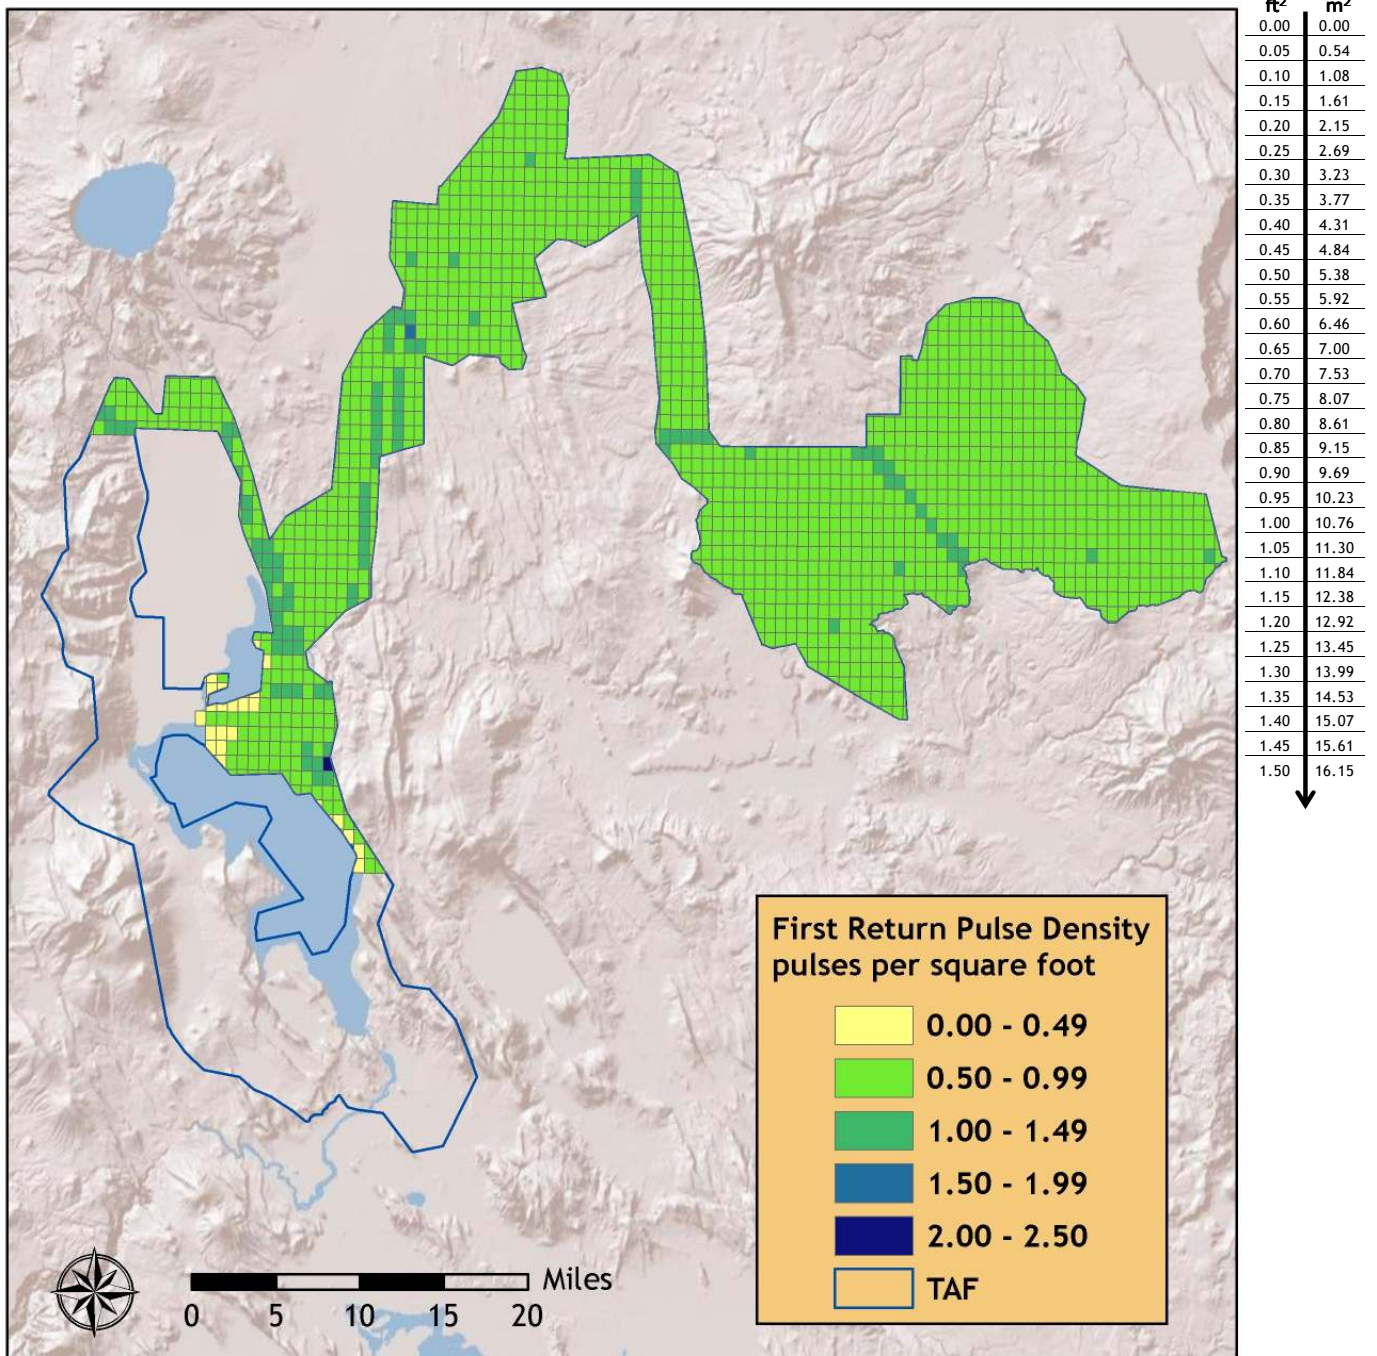 ft² m²
0.00 0.00
0.05 0.54
0.10 1.08
0.15 1.61
0.20 2.15
0.25 2.69
0.30 3.23
0.35 3.77
0.40 4.31
0.45 4.84
0.50 5.38
0.55 5.92
0.60 6.46
0.65 7.00
0.70 7.53
0.75 8.07
0.80 8.61
0.85 9.15
0.90 9.69
0.95 10.23
1.00 10.76
1.05 11.30
1.10 11.84
1.15 12.38
1.20 12.92
1.25 13.45
1.30 13.99
1.35 14.53
1.40 15.07
1.45 15.61
1.50 16.15
First Return Pulse Density
pulses per square foot
0.00 - 0.49
0.50 - 0.99
1.00 - 1.49
1.50 - 1.99
2.00 - 2.50
TAF
Miles
0 5 10 15 20